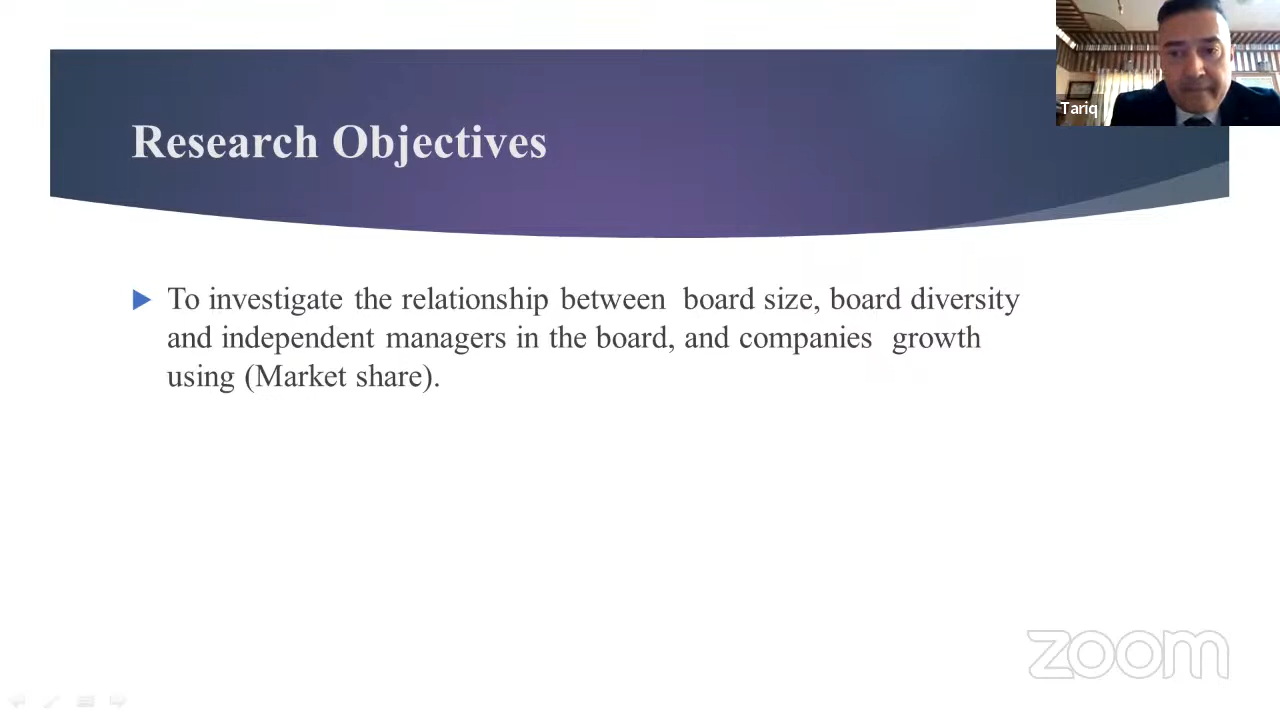 Research Objectives
To investigate the relationship between board size, board diversity
and independent managers in the board, and companies growth
using (Market share).
Tariq
zoom